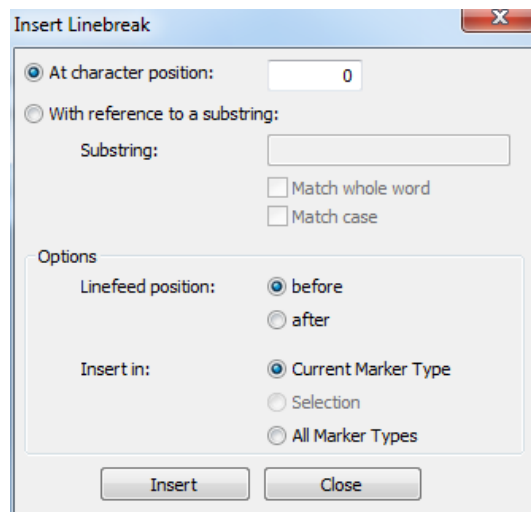 Insert Linebreak
At character position: 0
With reference to a substring:
Substring:
Match whole word
Match case
Options
Linefeed position: before
after
Insert in: Current Marker Type
Selection
All Marker Types
Insert Close